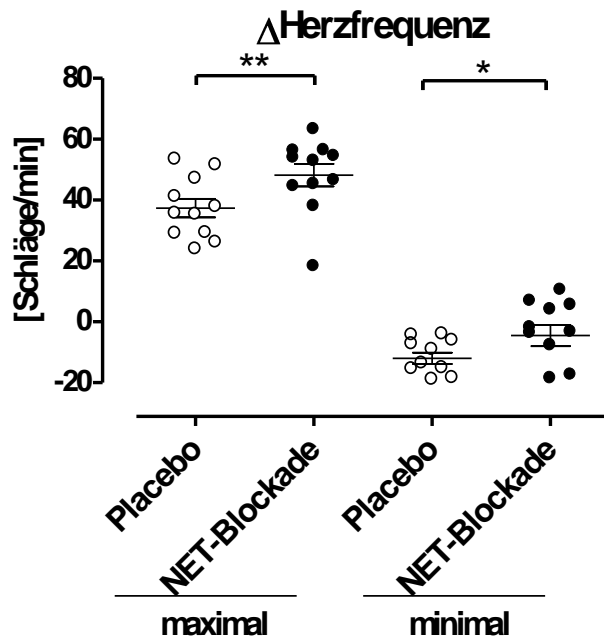 ΔHerzfrequenz
** *
80
60
40
20
0
-20
[Schläge/min]
Placebo
NET-Blockade
Placebo
NET-Blockade
maximal
minimal